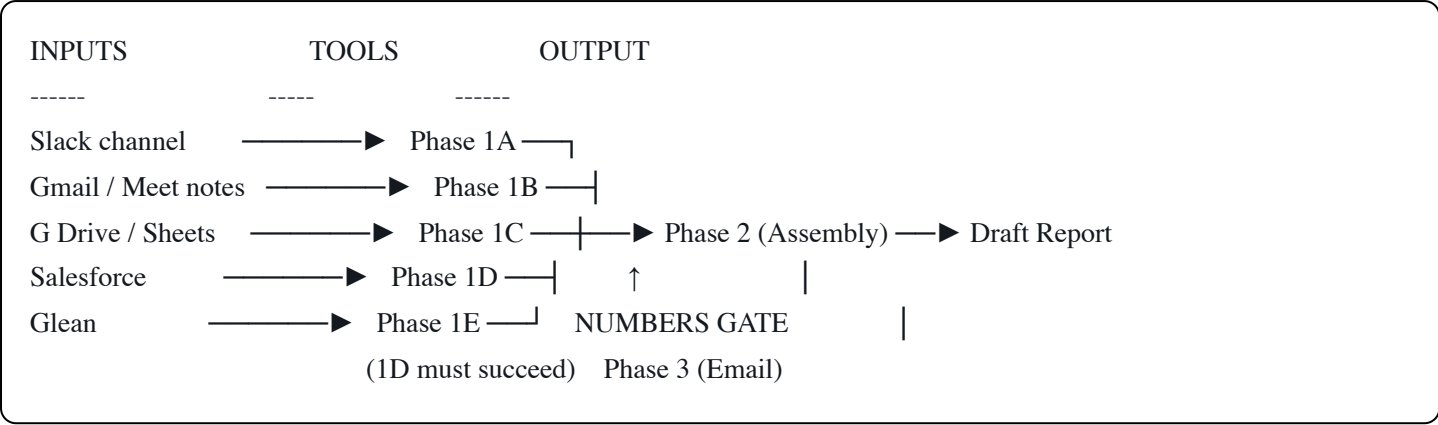 INPUTS TOOLS OUTPUT
------ ----- ------
Slack channel ──────► Phase 1A ──┐
Gmail / Meet notes ──────► Phase 1B ──┤
G Drive / Sheets ──────► Phase 1C ──┼──► Phase 2 (Assembly) ──► Draft Report
Salesforce ──────► Phase 1D ──┤ ↑ │
Glean ──────► Phase 1E ──┘ NUMBERS GATE │
(1D must succeed) Phase 3 (Email)